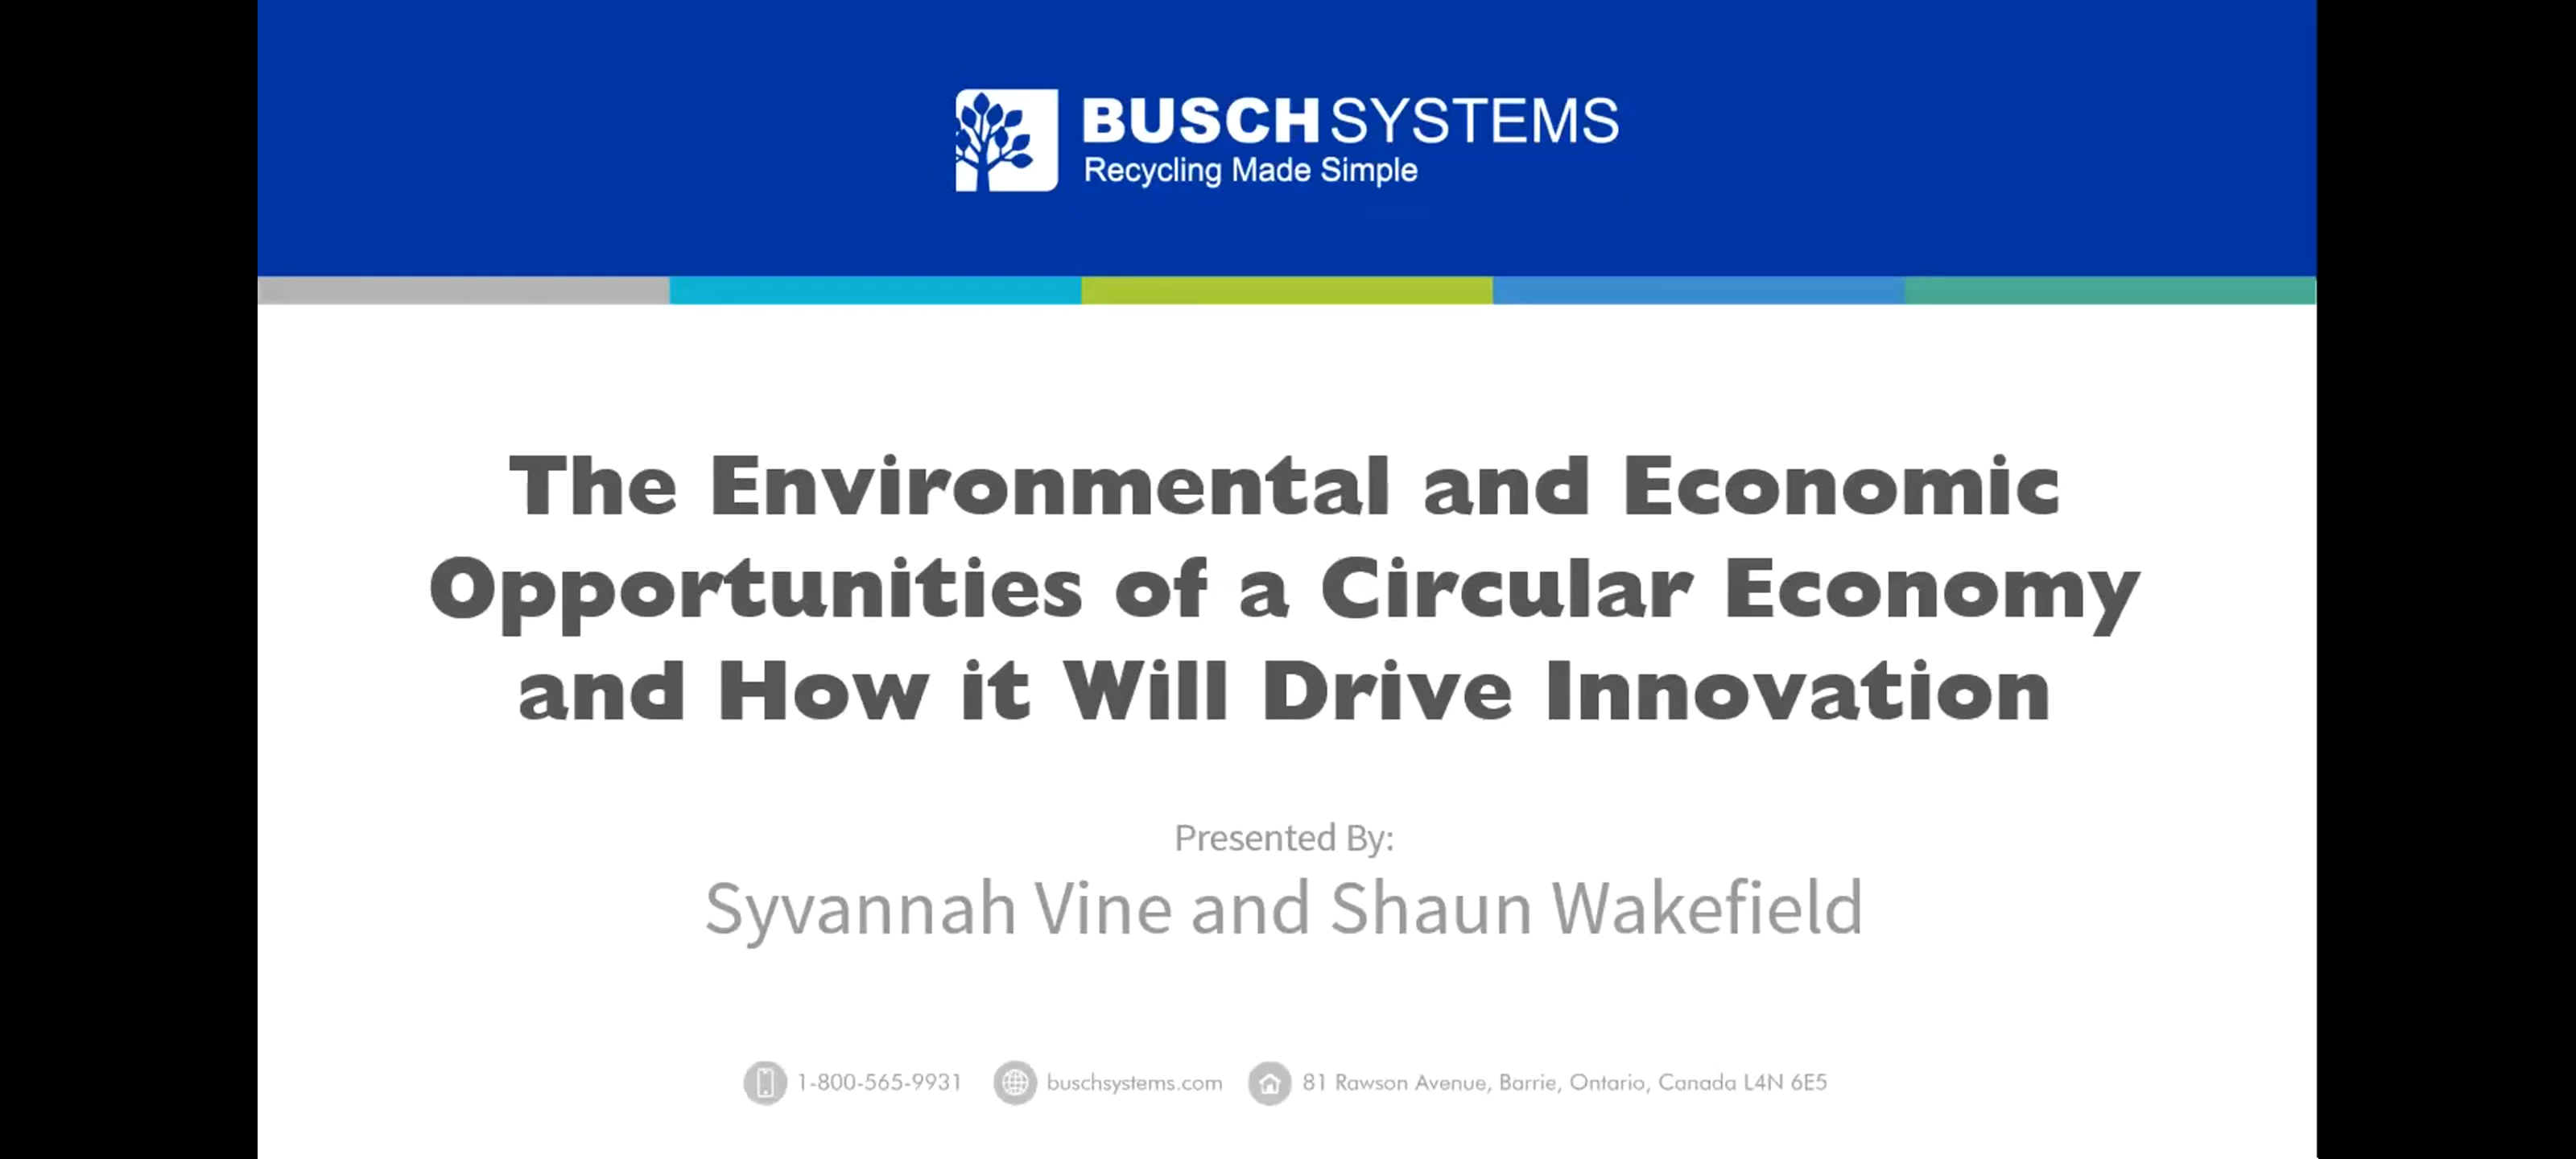 BUSCH SYSTEMS
Recycling Made Simple
The Environmental and Economic
Opportunities of a Circular Economy
and How it Will Drive Innovation
Presented By:
Syvannah Vine and Shaun Wakefield
1-800-565-9931 buschsystems.com 81 Rawson Avenue, Barrie, Ontario, Canada L4N 6E5